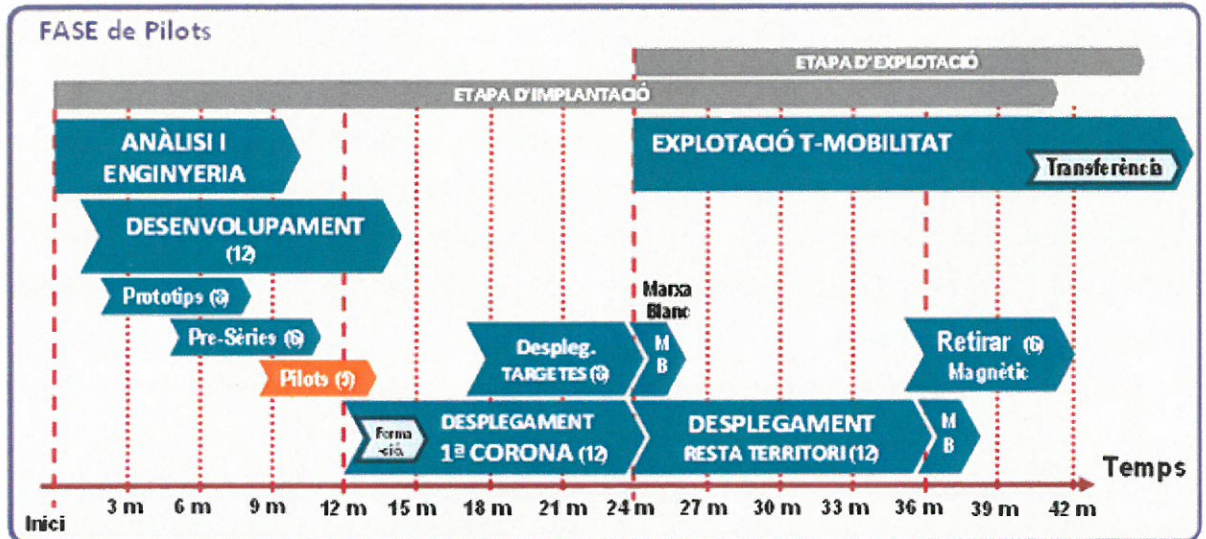 FASE de Pilots
ETAPA D'EXPLOTACIÓ
ETAPA D'IMPLANTACIÓ
ANÀLISI I
ENGINYERIA
EXPLOTACIÓ T-MOBILITAT
Transferència
DESENVOLUPAMENT
(12)
Prototips (3)
Marxa
Blanc
Pre-Sèries (6)
Despleg.
TARGETES (3)
M
B
Retirar (6)
Magnètic
Pilots (5)
Forma
-ció
DESPLEGAMENT
1ª CORONA (12)
DESPLEGAMENT
RESTA TERRITORI (12)
M
B
Temps
Inici
3 m 6 m 9 m 12 m 15 m 18 m 21 m 24 m 27 m 30 m 33 m 36 m 39 m 42 m